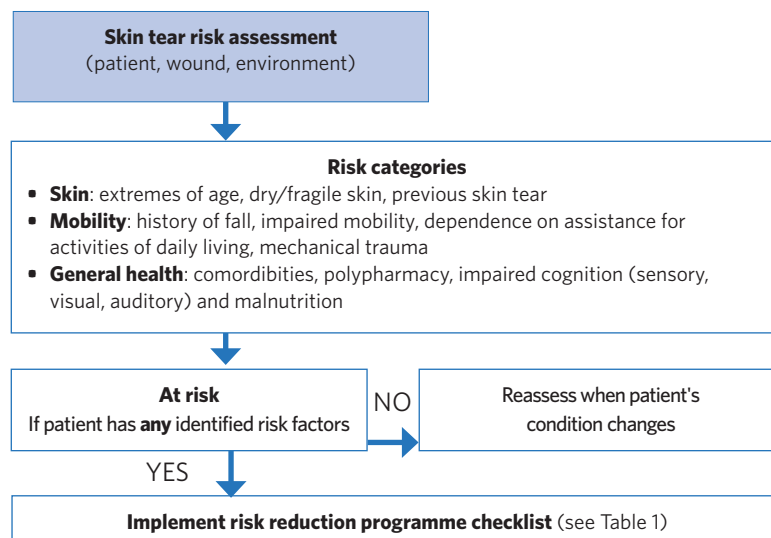 Skin tear risk assessment
(patient, wound, environment)
Risk categories
• Skin: extremes of age, dry/fragile skin, previous skin tear
• Mobility: history of fall, impaired mobility, dependence on assistance for
activities of daily living, mechanical trauma
• General health: comordibities, polypharmacy, impaired cognition (sensory,
visual, auditory) and malnutrition
At risk
If patient has any identified risk factors
NO
Reassess when patient's
condition changes
YES
Implement risk reduction programme checklist (see Table 1)